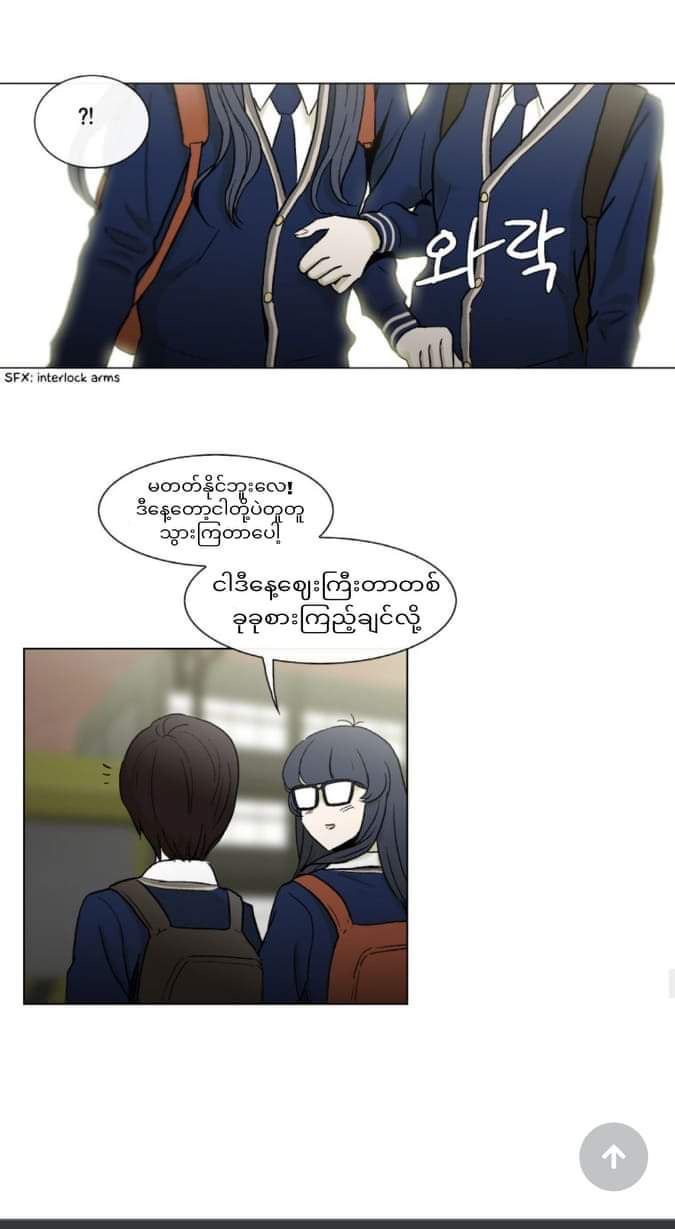 ?!
와락
SFX: interlock arms
မတတ်နိုင်ဘူးလေ!
ဒီနေ့တော့ငါတို့ပဲတူတူ
သွားကြတာပေါ့
ငါဒီနေ့ဈေးကြီးတာတစ်
ခုခုစားကြည့်ချင်လို့